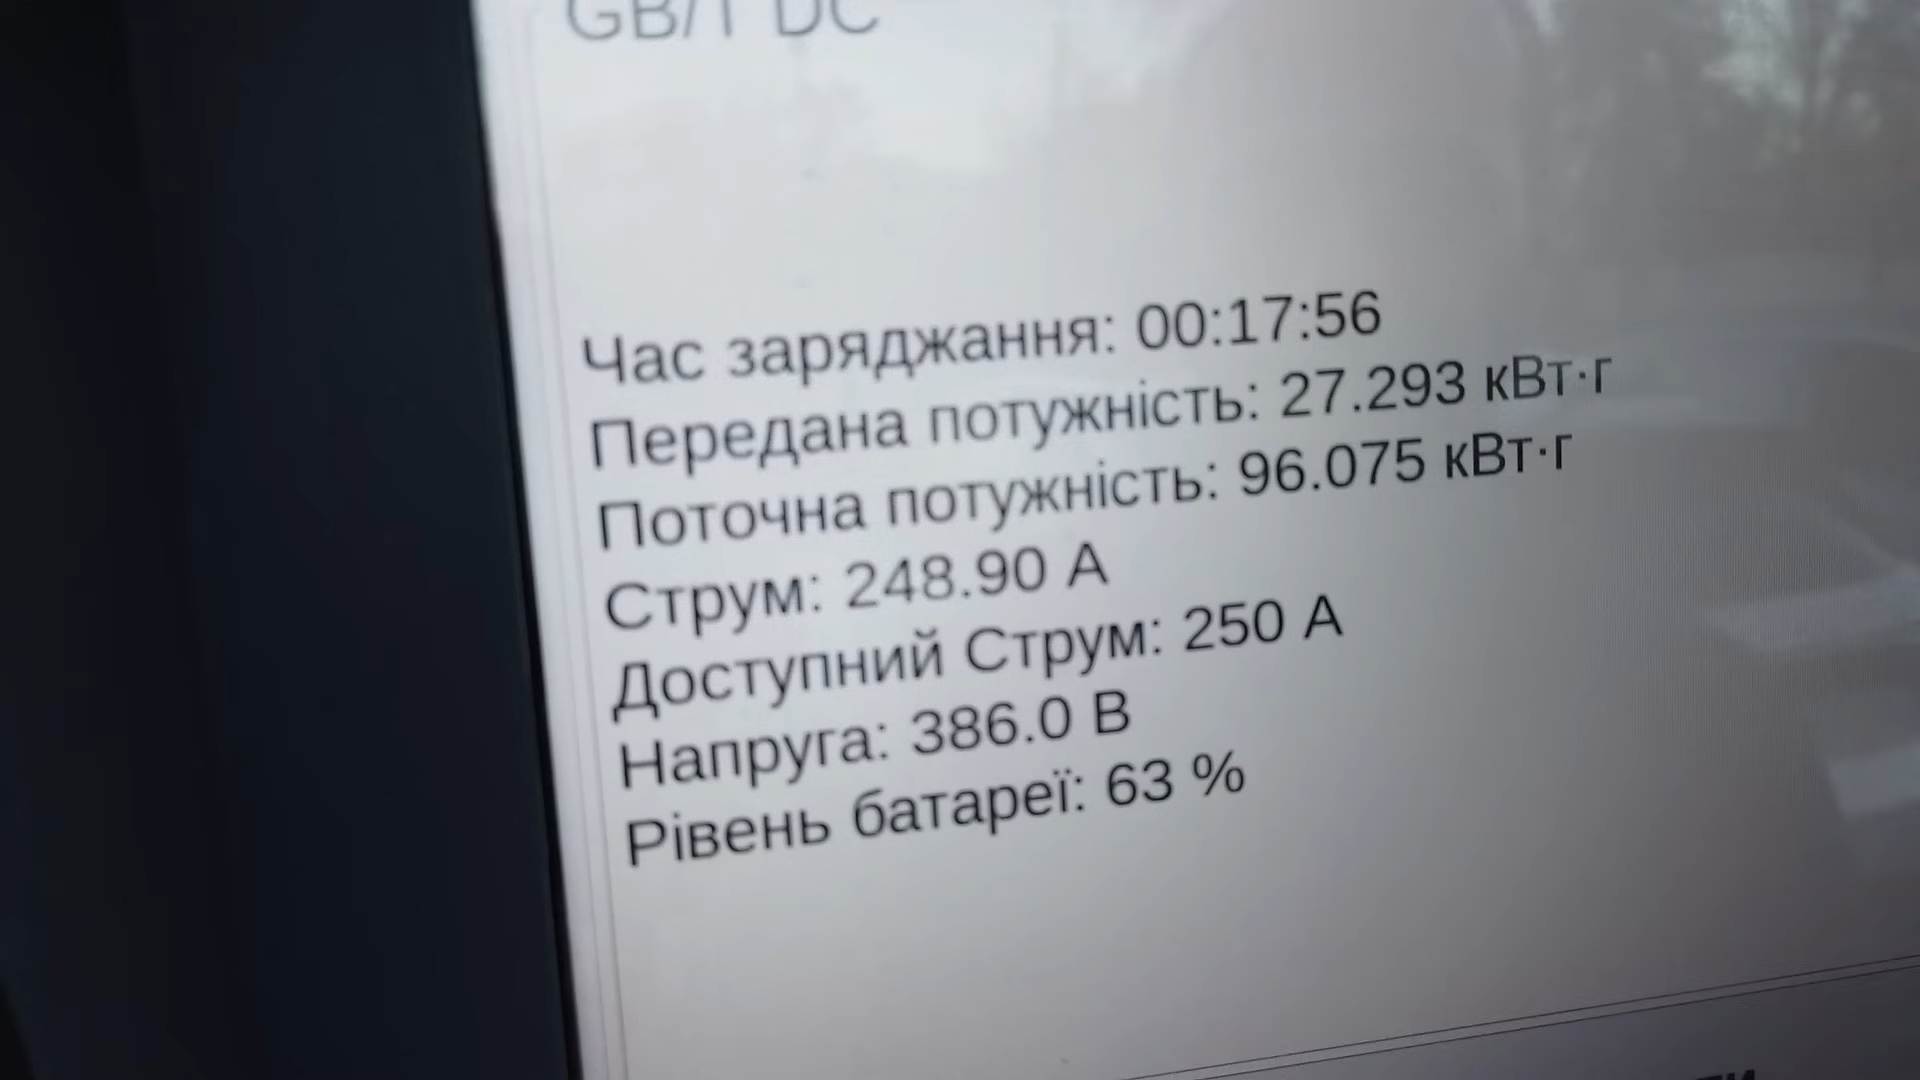 GB/T DC
Час заряджання: 00:17:56
Передана потужність: 27.293 кВт·г
Поточна потужність: 96.075 кВт·г
Струм: 248.90 А
Доступний Струм: 250 А
Напруга: 386.0 В
Рівень батареї: 63 %